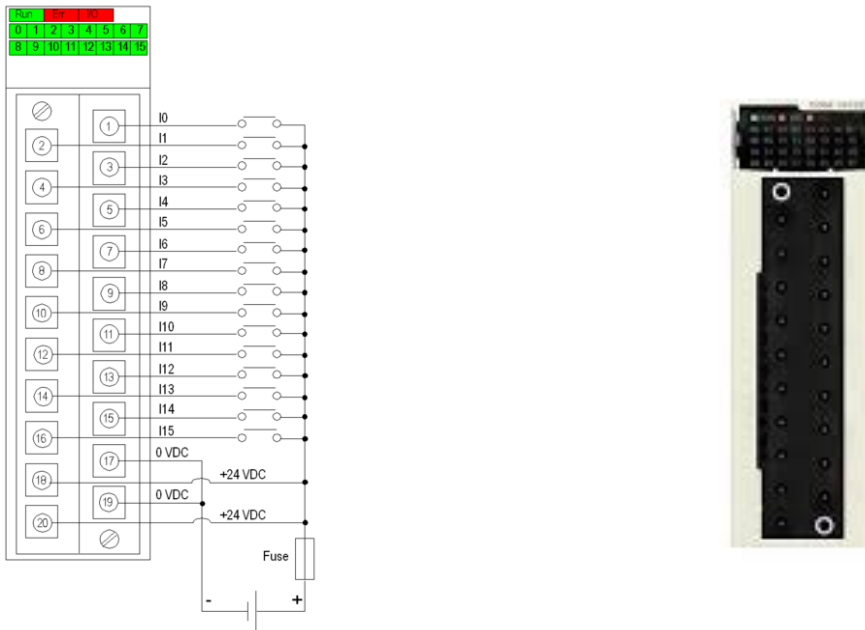 Run Err I/O
0 1 2 3 4 5 6 7
8 9 10 11 12 13 14 15
1 I0
2 I1
3 I2
4 I3
5 I4
6 I5
7 I6
8 I7
9 I8
10 I9
11 I10
12 I11
13 I12
14 I13
15 I14
16 I15
17 0 VDC
18 +24 VDC
19 0 VDC
20 +24 VDC
Fuse
- +